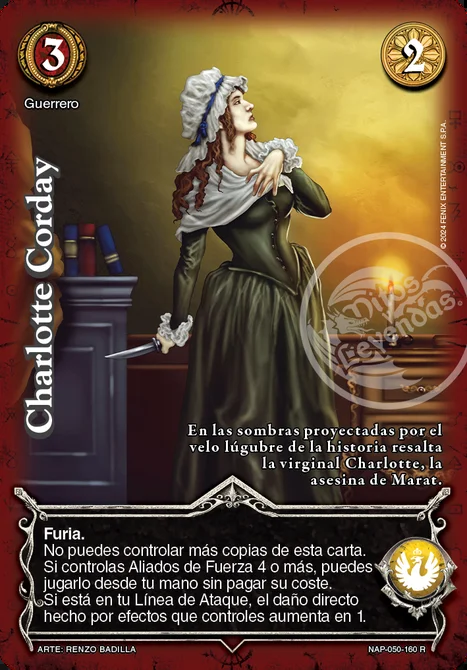 3
2
Guerrero
© 2024 FENIX ENTERTAINMENT S.P.A.
Charlotte Corday
Mitos
Leyendas
En las sombras proyectadas por el
velo lúgubre de la historia resalta
la virginal Charlotte, la
asesina de Marat.
Furia.
No puedes controlar más copias de esta carta.
Si controlas Aliados de Fuerza 4 o más, puedes
jugarlo desde tu mano sin pagar su coste.
Si está en tu Línea de Ataque, el daño directo
hecho por efectos que controles aumenta en 1.
ARTE: RENZO BADILLA
NAP-050-160 R